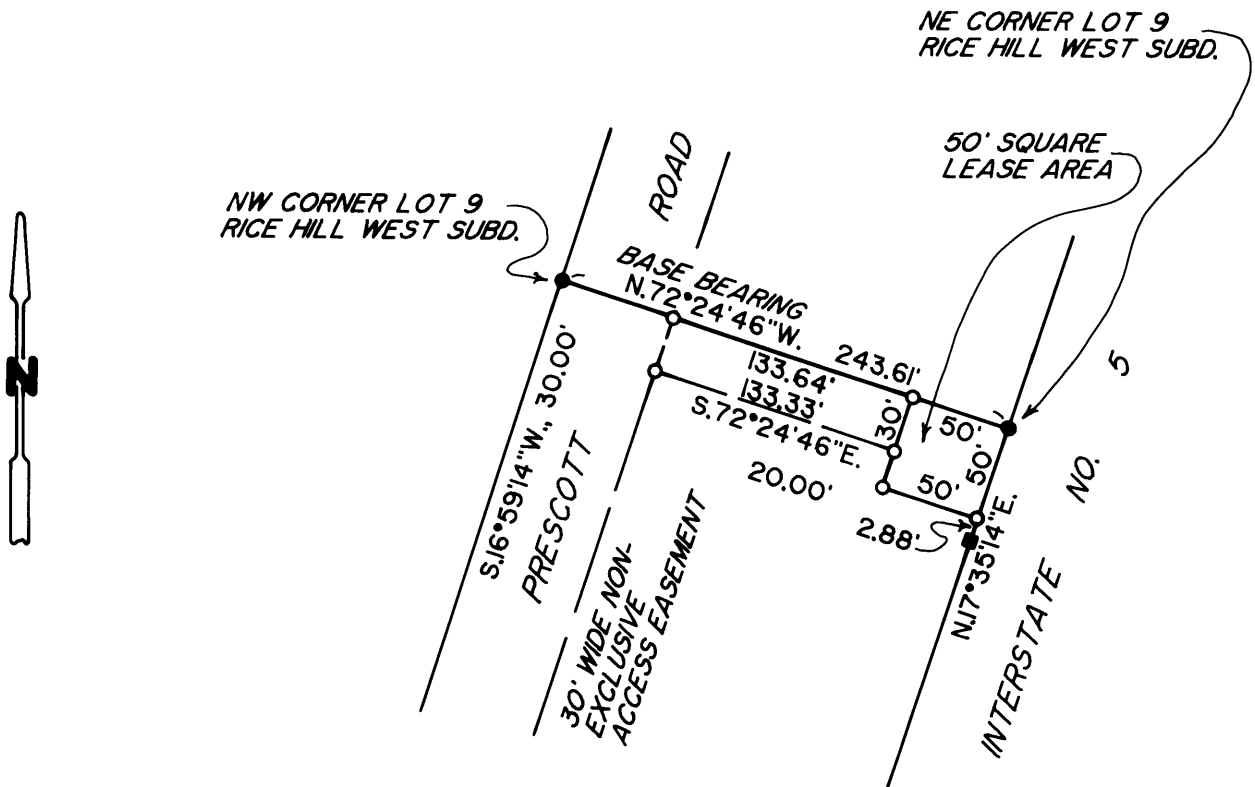 NE CORNER LOT 9
RICE HILL WEST SUBD.
50' SQUARE
LEASE AREA
NW CORNER LOT 9
RICE HILL WEST SUBD.
ROAD
N
BASE BEARING
N.72°24'46"W.
243.61'
133.64'
133.33'
S.72°24'46"E.
30'
50'
50'
50'
20.00'
2.88'
S.16°59'14"W., 30.00'
PRESCOTT
30' WIDE NON-
EXCLUSIVE
ACCESS EASEMENT
N.17°35'14"E.
INTERSTATE NO. 5